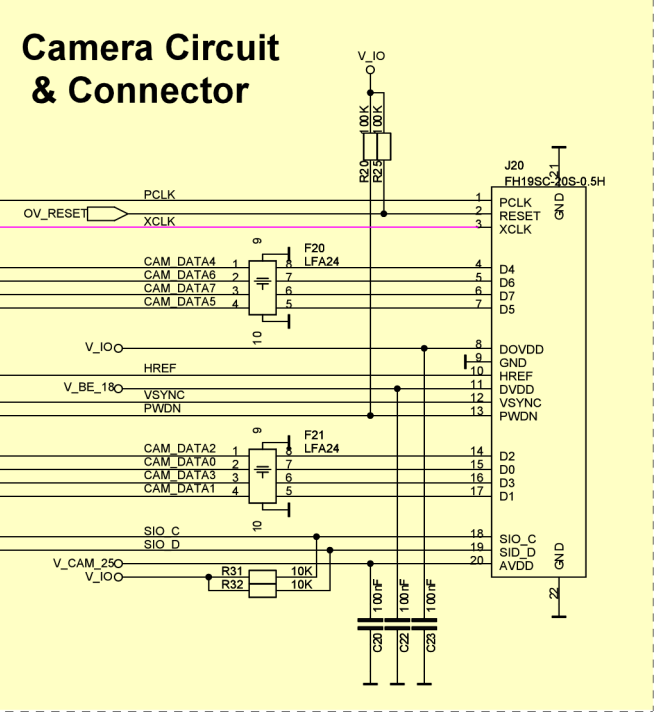 Camera Circuit
& Connector
V_IO
100K
100K
R20
R25
J20
FH19SC-20S-0.5H
21
GND
PCLK
1
PCLK
OV_RESET
2
RESET
XCLK
3
XCLK
9
F20
LFA24
CAM_DATA4
1
8
4
D4
CAM_DATA6
2
7
5
D6
CAM_DATA7
3
6
6
D7
CAM_DATA5
4
5
7
D5
10
V_IO
8
DOVDD
9
GND
HREF
10
HREF
V_BE_18
11
DVDD
VSYNC
12
VSYNC
PWDN
13
PWDN
9
F21
LFA24
CAM_DATA2
1
8
14
D2
CAM_DATA0
2
7
15
D0
CAM_DATA3
3
6
16
D3
CAM_DATA1
4
5
17
D1
10
SIO_C
18
SIO_C
SIO_D
19
SID_D
V_CAM_25
20
AVDD
GND
V_IO
R31
10K
R32
10K
22
100nF
100nF
100nF
C20
C22
C23